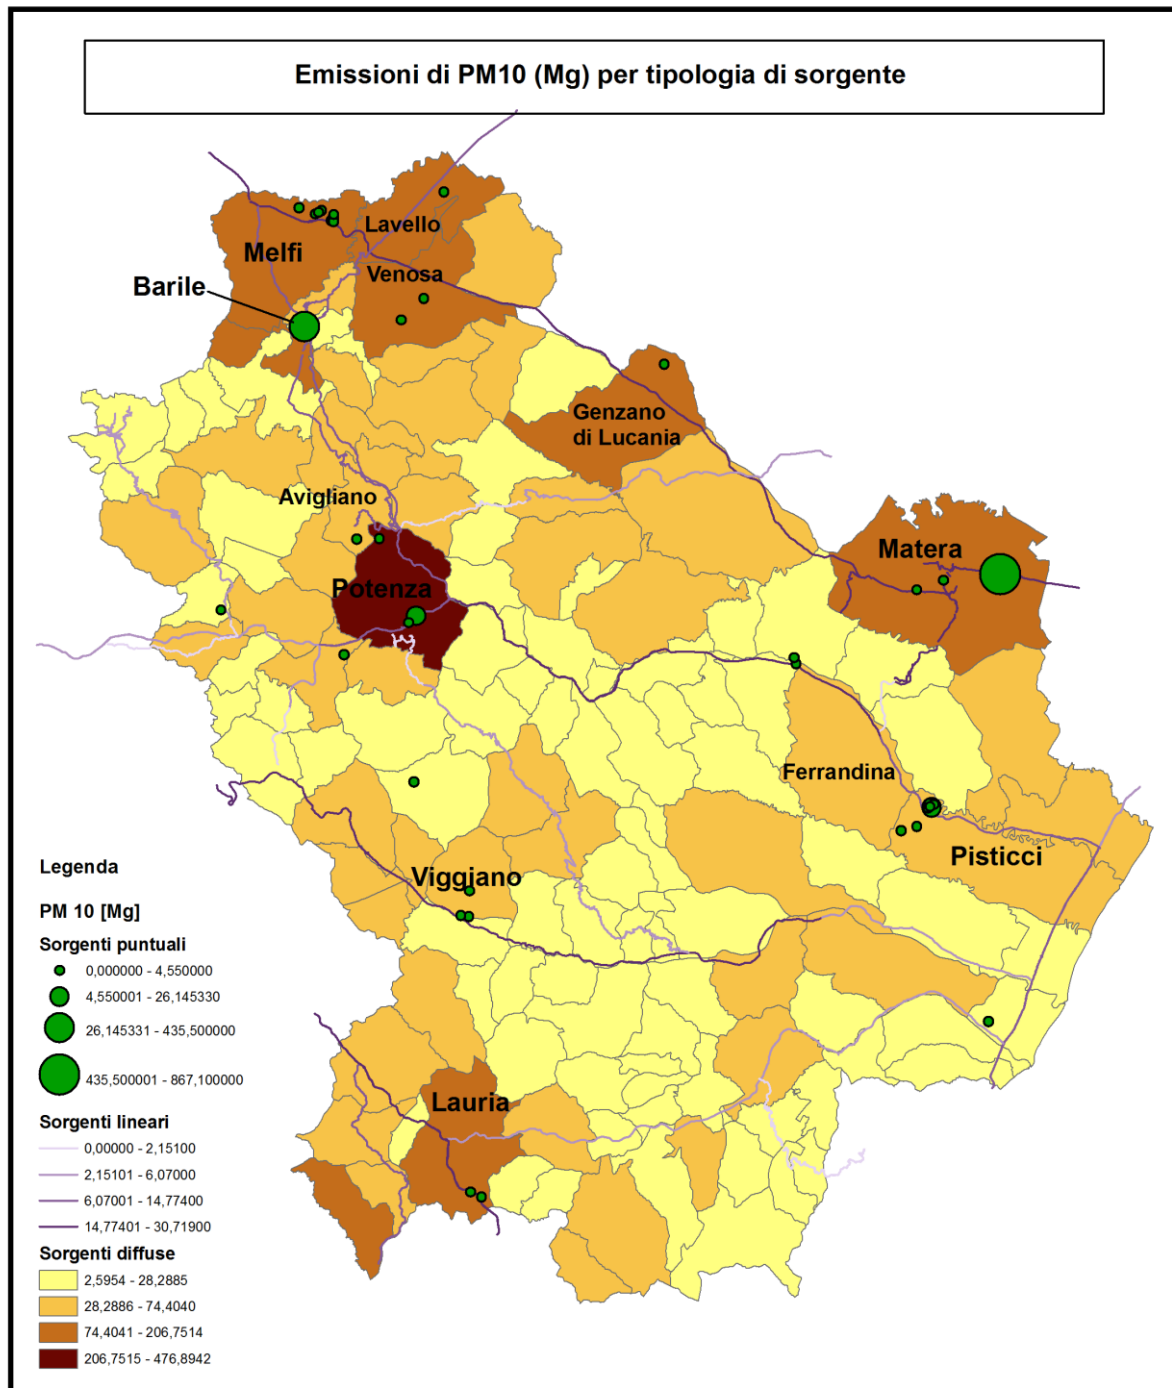 Emissioni di PM10 (Mg) per tipologia di sorgente
Lavello
Melfi
Venosa
Barile
Genzano
di Lucania
Avigliano
Matera
Potenza
Ferrandina
Pisticci
Viggiano
Lauria
Legenda
PM 10 [Mg]
Sorgenti puntuali
0,000000 - 4,550000
4,550001 - 26,145330
26,145331 - 435,500000
435,500001 - 867,100000
Sorgenti lineari
0,00000 - 2,15100
2,15101 - 6,07000
6,07001 - 14,77400
14,77401 - 30,71900
Sorgenti diffuse
2,5954 - 28,2885
28,2886 - 74,4040
74,4041 - 206,7514
206,7515 - 476,8942